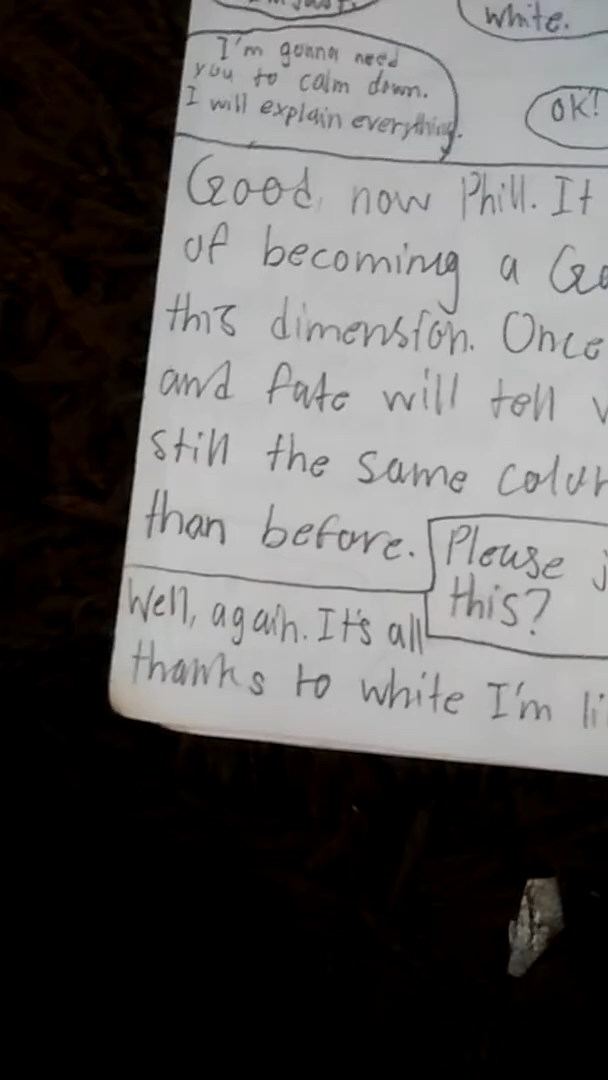 white.
I'm gonna need
you to calm down.
I will explain everything.
OK!
Good, now Phill. It
of becoming a
this dimension. Once
and fate will tell
still the same
than before.
Please
this?
Well, again. It's all
thanks to white I'm